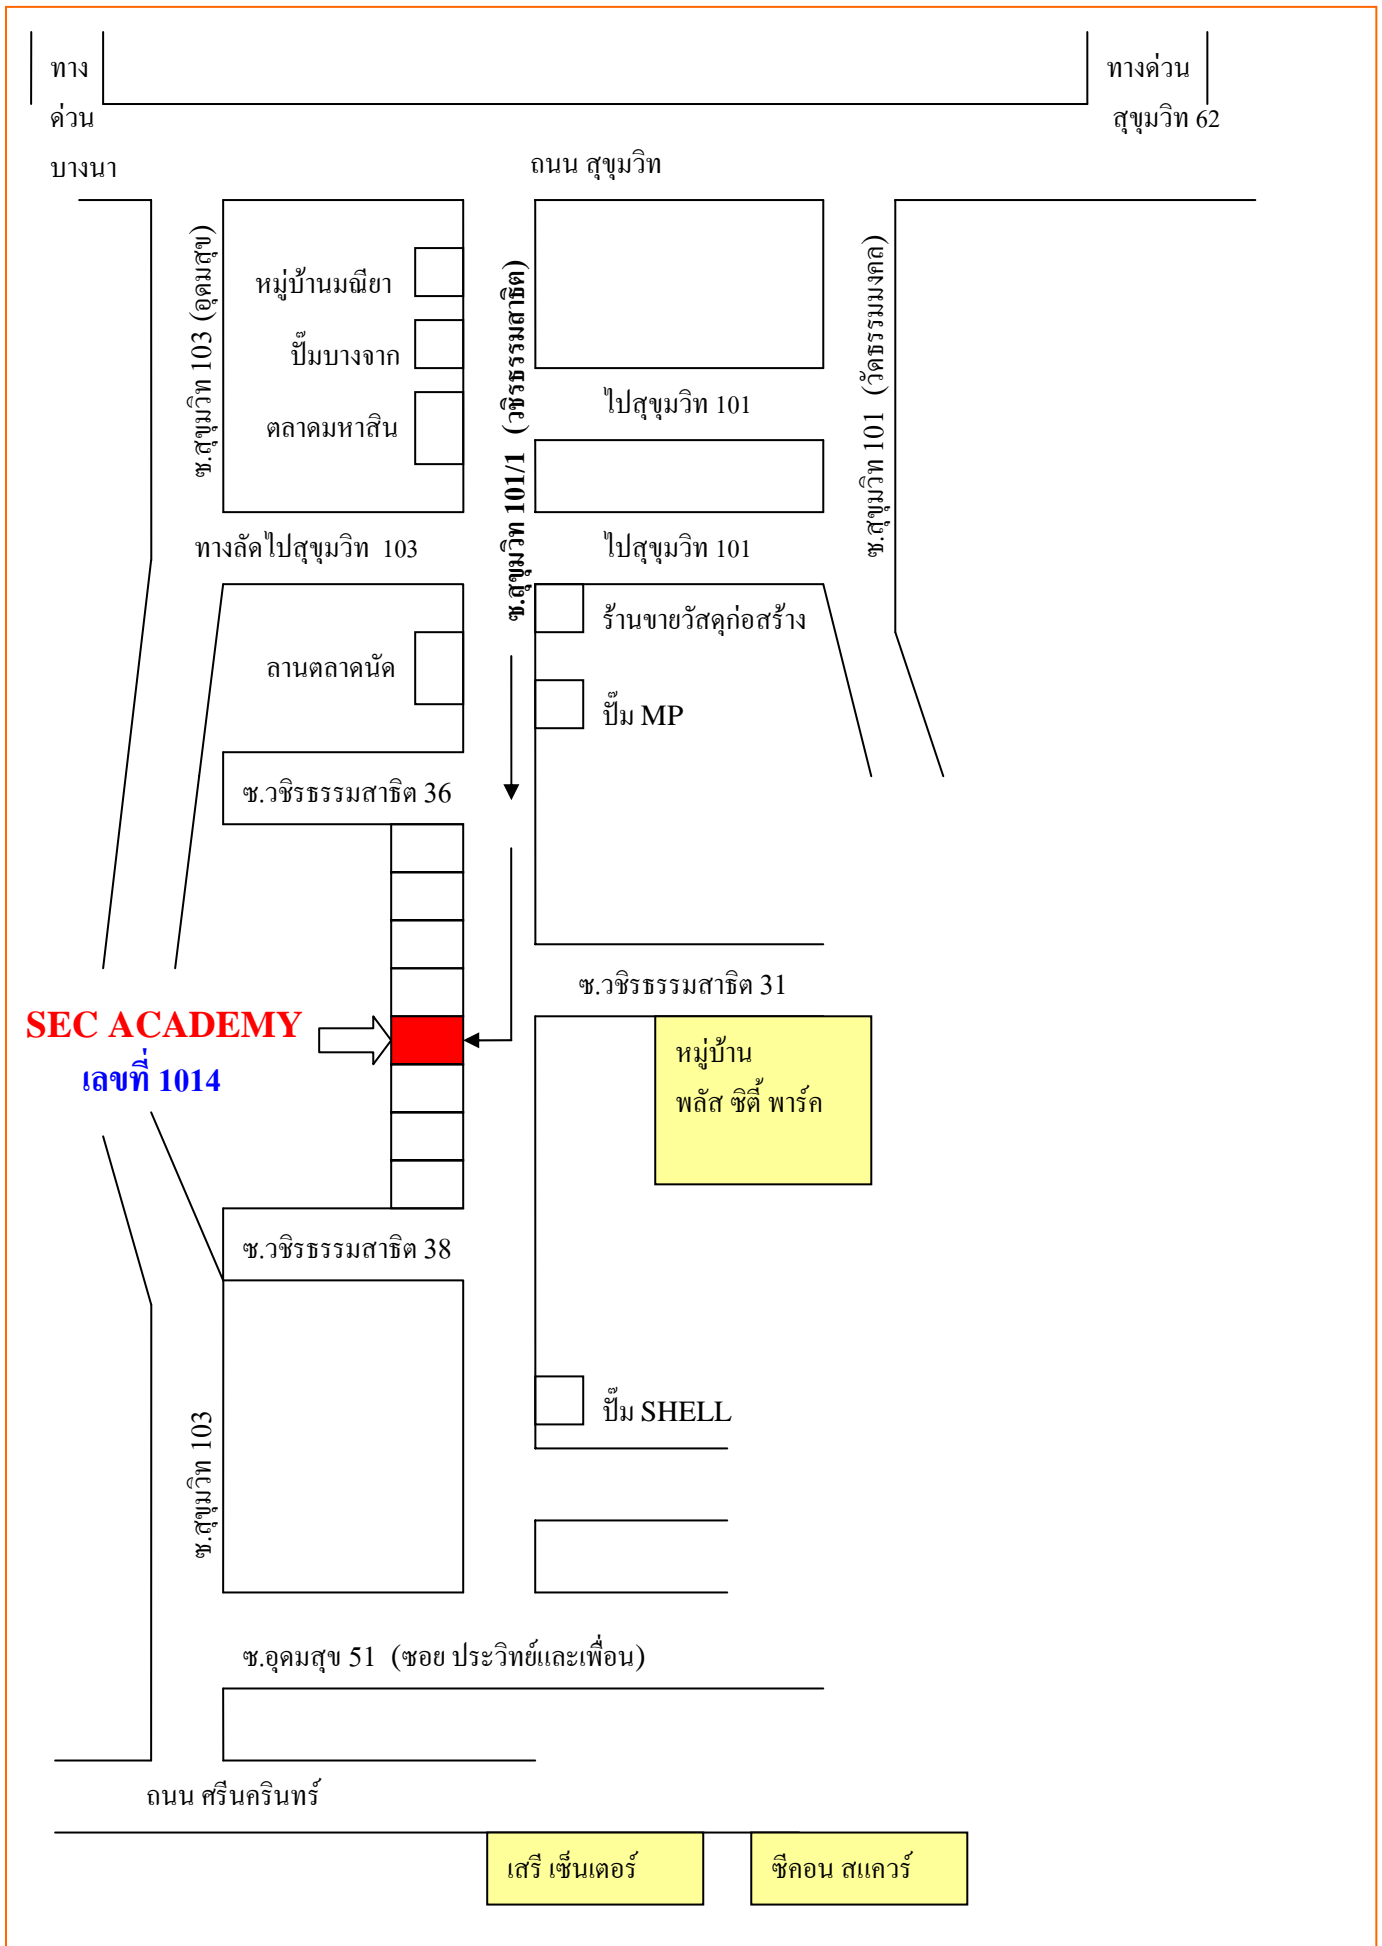 ทาง
ด่วน
บางนา
ทางด่วน
สุขุมวิท 62
ถนน สุขุมวิท
ซ.สุขุมวิท 103 (อุดมสุข)
หมู่บ้านมณียา
ปั๊มบางจาก
ตลาดมหาสิน
ซ.สุขุมวิท 101/1 (วชิรธรรมสาธิต)
ไปสุขุมวิท 101
ซ.สุขุมวิท 101 (วัดธรรมมงคล)
ทางลัดไปสุขุมวิท 103
ไปสุขุมวิท 101
ร้านขายวัสดุก่อสร้าง
ลานตลาดนัด
ปั๊ม MP
ซ.วชิรธรรมสาธิต 36
ซ.วชิรธรรมสาธิต 31
SEC ACADEMY
เลขที่ 1014
หมู่บ้าน
พลัส ซิตี้ พาร์ค
ซ.วชิรธรรมสาธิต 38
ปั๊ม SHELL
ซ.สุขุมวิท 103
ซ.อุดมสุข 51 (ซอย ประวิทย์และเพื่อน)
ถนน ศรีนครินทร์
เสรี เซ็นเตอร์
ซีคอน สแควร์